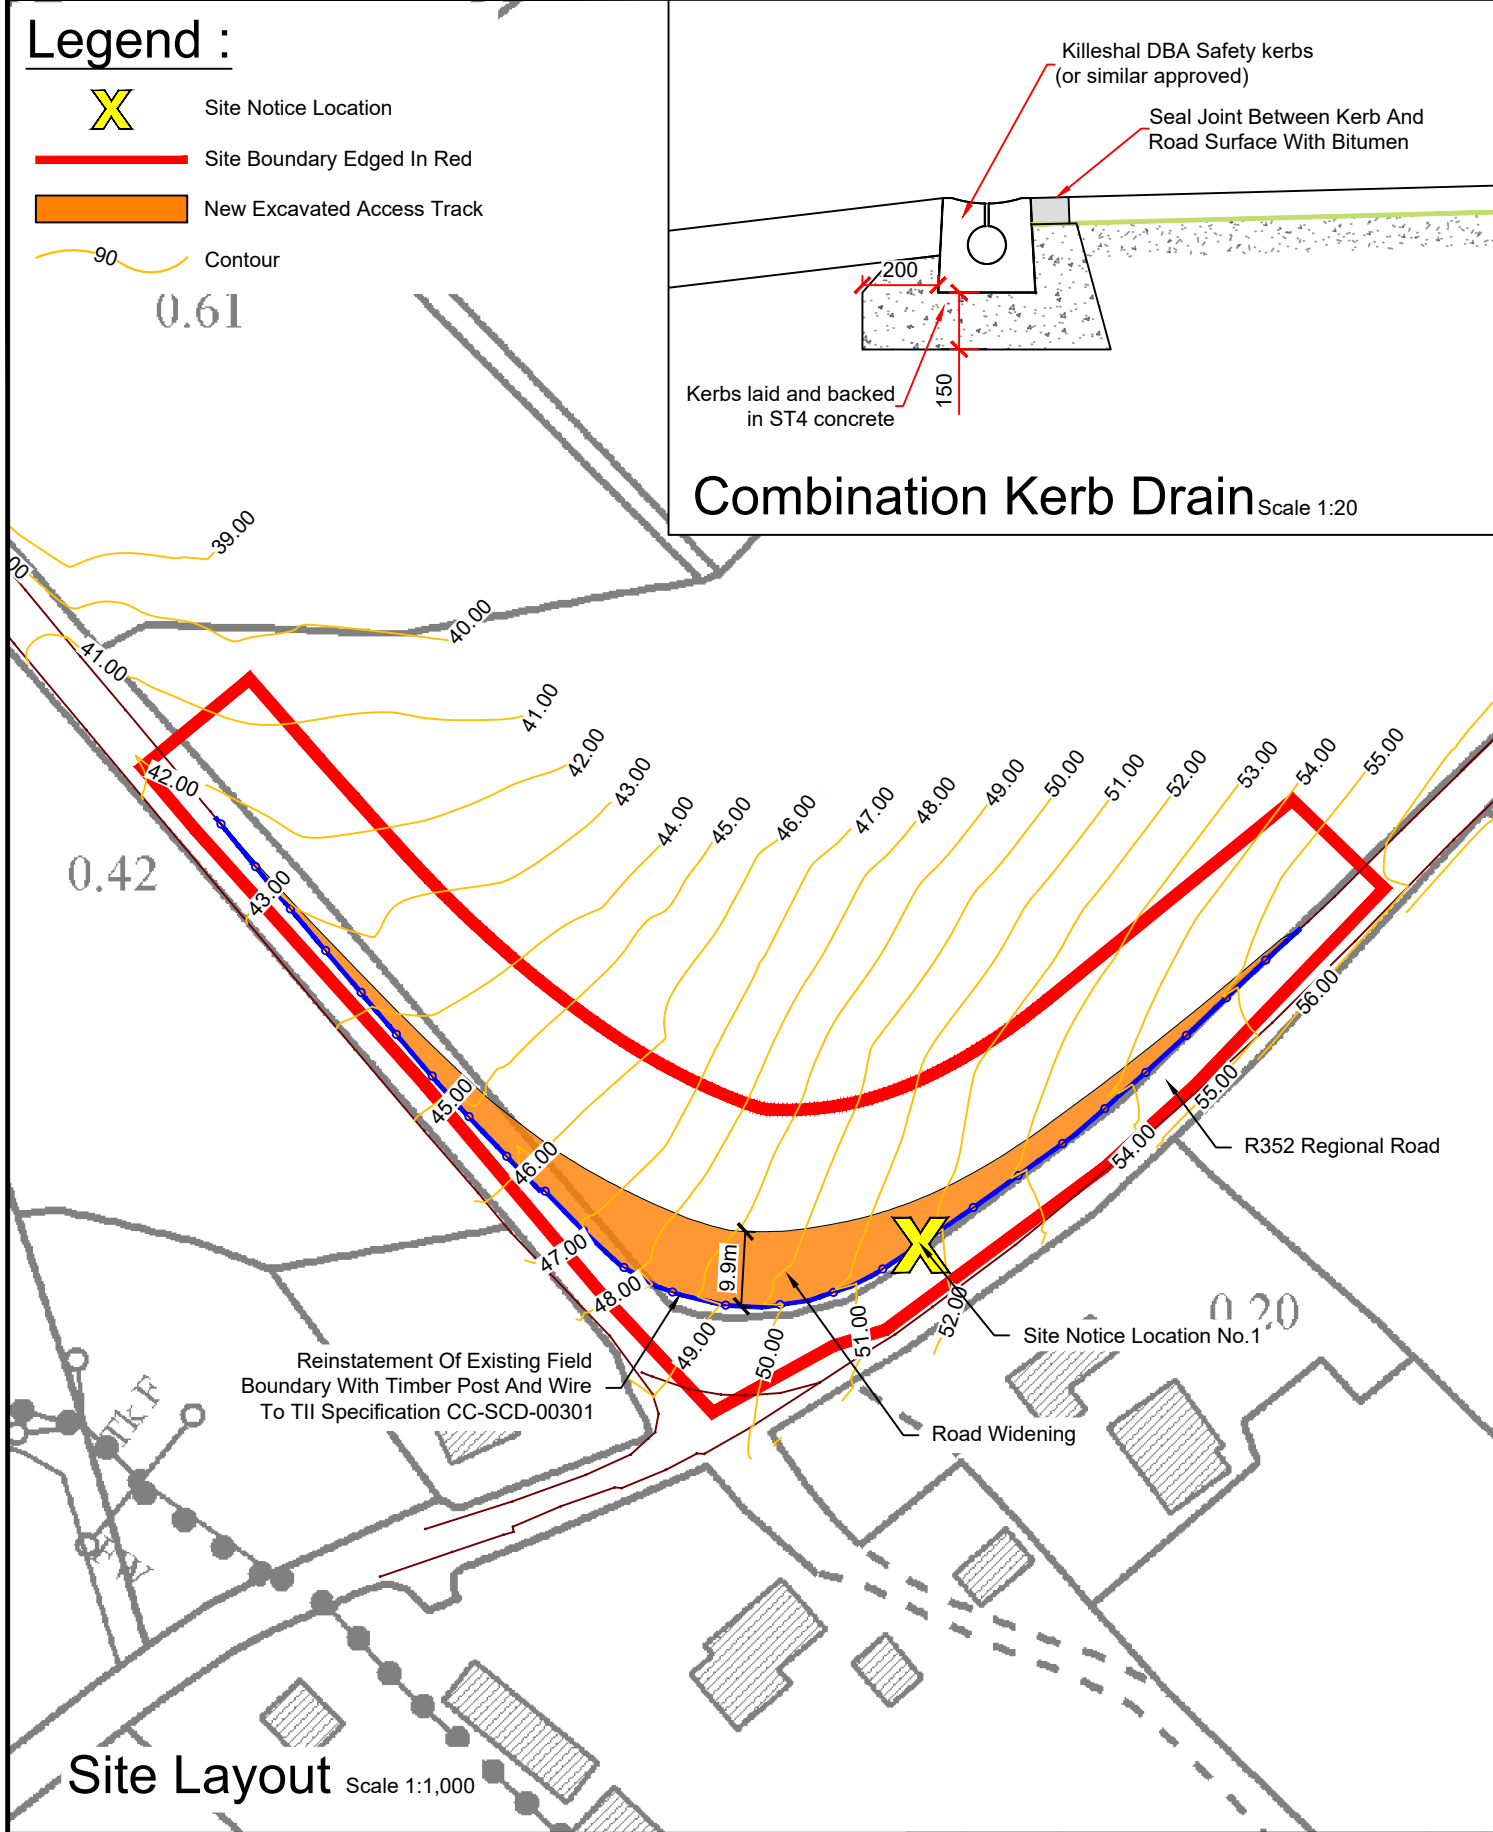 Legend :
Site Notice Location
Site Boundary Edged In Red
New Excavated Access Track
90
Contour
Killeshal DBA Safety kerbs
(or similar approved)
Seal Joint Between Kerb And
Road Surface With Bitumen
200
150
Kerbs laid and backed
in ST4 concrete
Combination Kerb Drain Scale 1:20
0.61
39.00
40.00
41.00
41.00
42.00
42.00
43.00
44.00
45.00
46.00
47.00
48.00
49.00
50.00
51.00
52.00
53.00
54.00
55.00
0.42
43.00
45.00
46.00
47.00
48.00
49.00
50.00
51.00
52.00
54.00
55.00
56.00
9.9m
R352 Regional Road
0.20
Site Notice Location No.1
Reinstatement Of Existing Field
Boundary With Timber Post And Wire
To TII Specification CC-SCD-00301
Road Widening
Tk F
Site Layout Scale 1:1,000